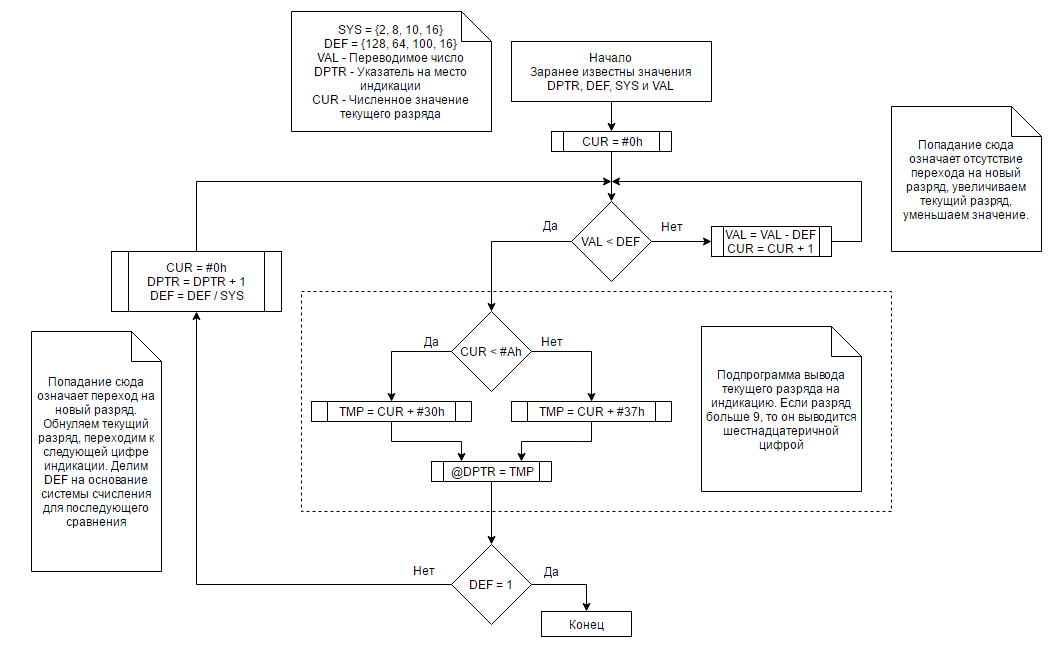 SYS = {2, 8, 10, 16}
DEF = {128, 64, 100, 16}
VAL - Переводимое число
DPTR - Указатель на место
индикации
CUR - Численное значение
текущего разряда
Начало
Заранее известны значения
DPTR, DEF, SYS и VAL
CUR = #0h
Попадание сюда
означает отсутствие
перехода на новый
разряд, увеличиваем
текущий разряд,
уменьшаем значение.
Да
VAL < DEF
Нет
VAL = VAL - DEF
CUR = CUR + 1
CUR = #0h
DPTR = DPTR + 1
DEF = DEF / SYS
Да
CUR < #Ah
Нет
TMP = CUR + #30h
TMP = CUR + #37h
@DPTR = TMP
Подпрограмма вывода
текущего разряда на
индикацию. Если разряд
больше 9, то он выводится
шестнадцатеричной
цифрой
Попадание сюда
означает переход на
новый разряд.
Обнуляем текущий
разряд, переходим к
следующей цифре
индикации. Делим
DEF на основание
системы счисления
для последующего
сравнения
Нет
DEF = 1
Да
Конец